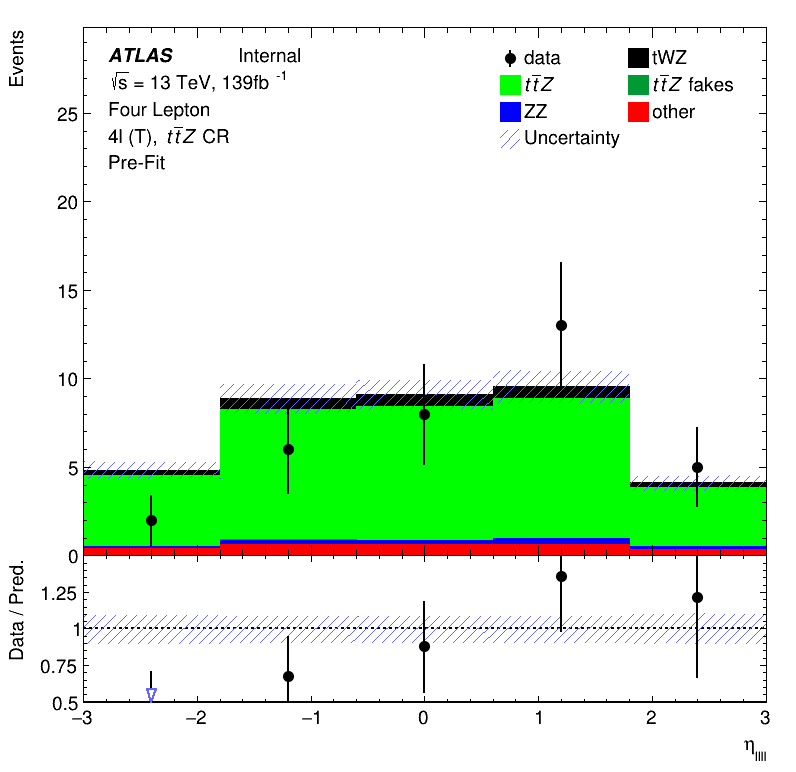 Events
ATLAS Internal
√s = 13 TeV, 139fb -1
Four Lepton
4l (T), tt̅Z CR
Pre-Fit
data
tWZ
tt̅Z
tt̅Z fakes
ZZ
other
Uncertainty
25
20
15
10
5
0
Data / Pred.
1.25
1
0.75
0.5
−3 −2 −1 0 1 2 3
ηllll